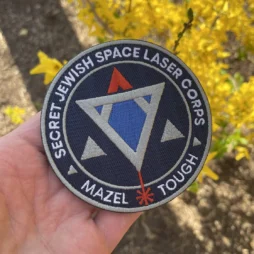 SECRET JEWISH SPACE LASER CORPS
MAZEL TOUGH